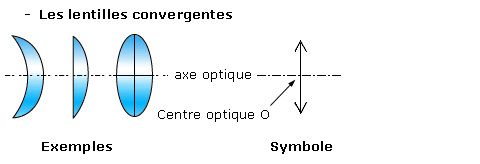 - Les lentilles convergentes
axe optique
Centre optique O
Exemples
Symbole